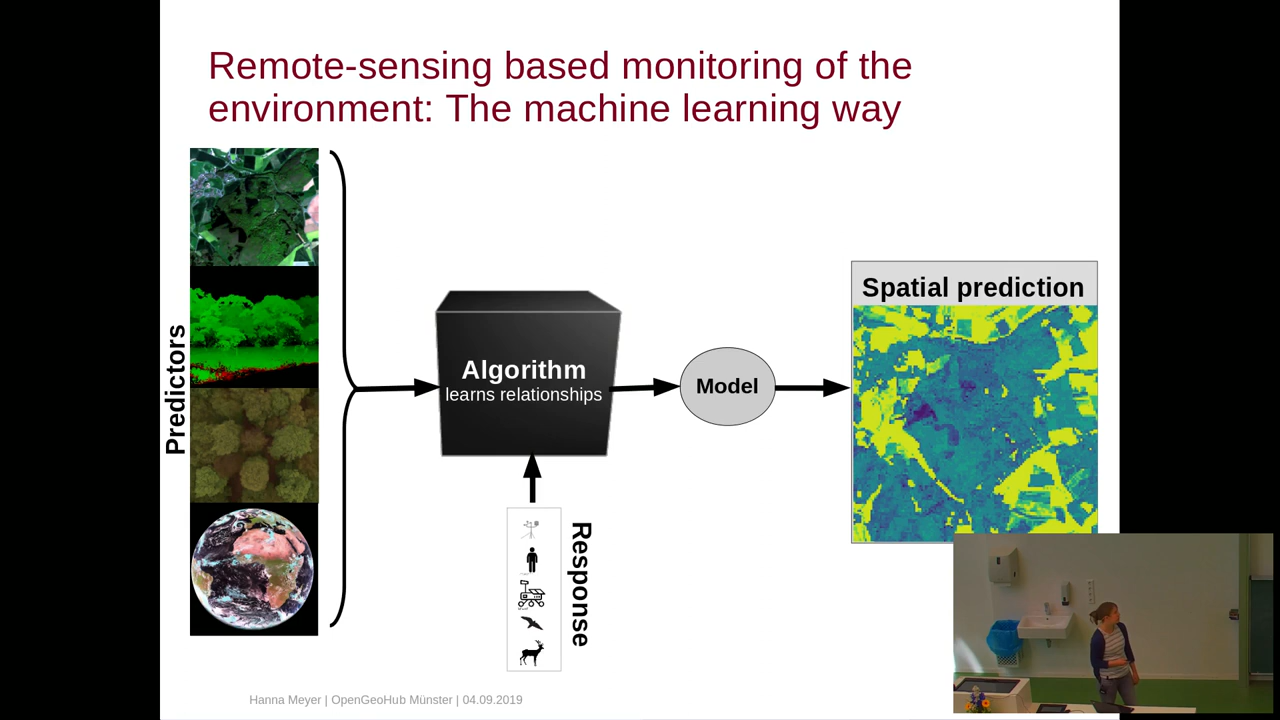 Remote-sensing based monitoring of the
environment: The machine learning way
Predictors
Algorithm
learns relationships
Model
Spatial prediction
Response
Hanna Meyer | OpenGeoHub Münster | 04.09.2019